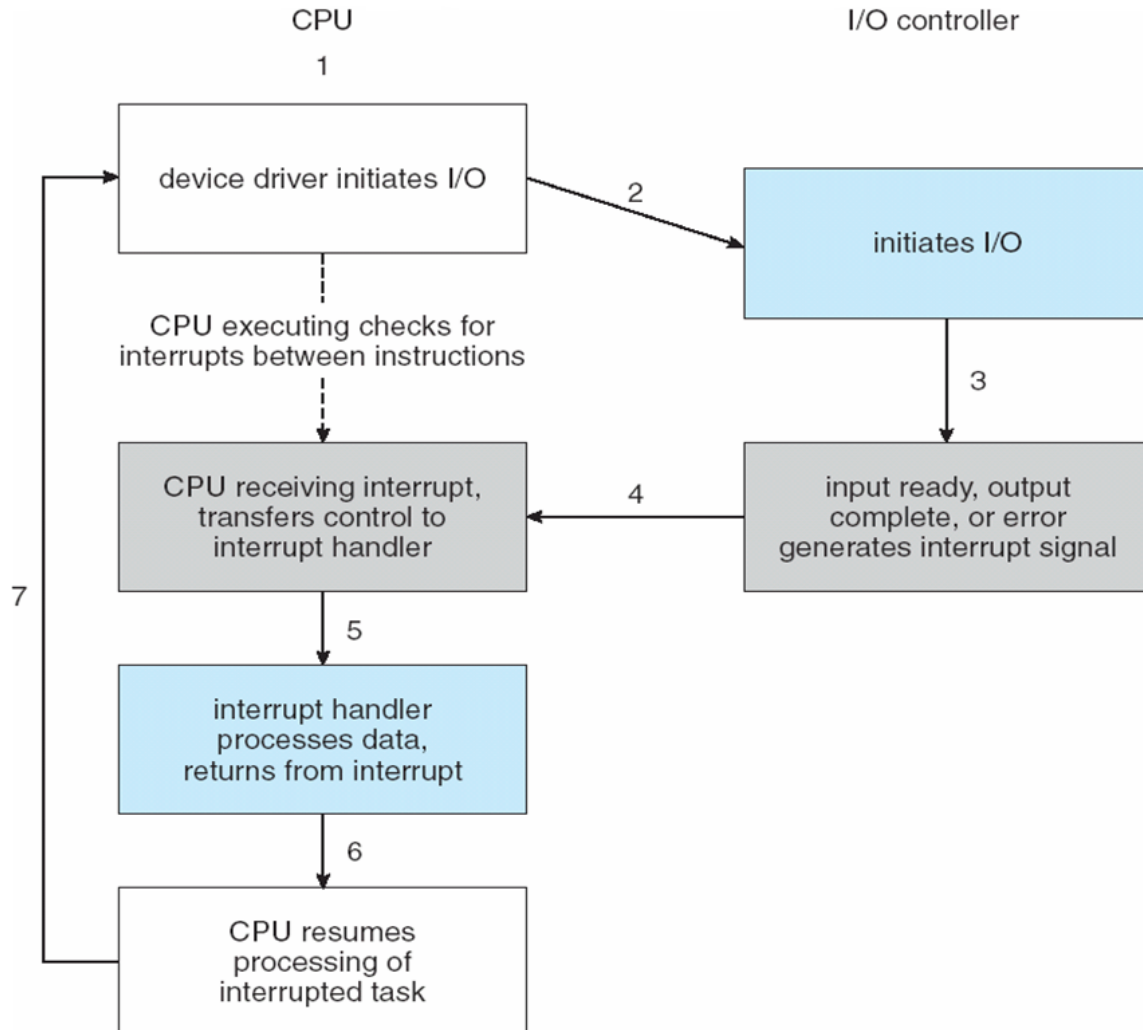 CPU
I/O controller
1
device driver initiates I/O
2
initiates I/O
CPU executing checks for
interrupts between instructions
3
CPU receiving interrupt,
transfers control to
interrupt handler
4
input ready, output
complete, or error
generates interrupt signal
7
5
interrupt handler
processes data,
returns from interrupt
6
CPU resumes
processing of
interrupted task